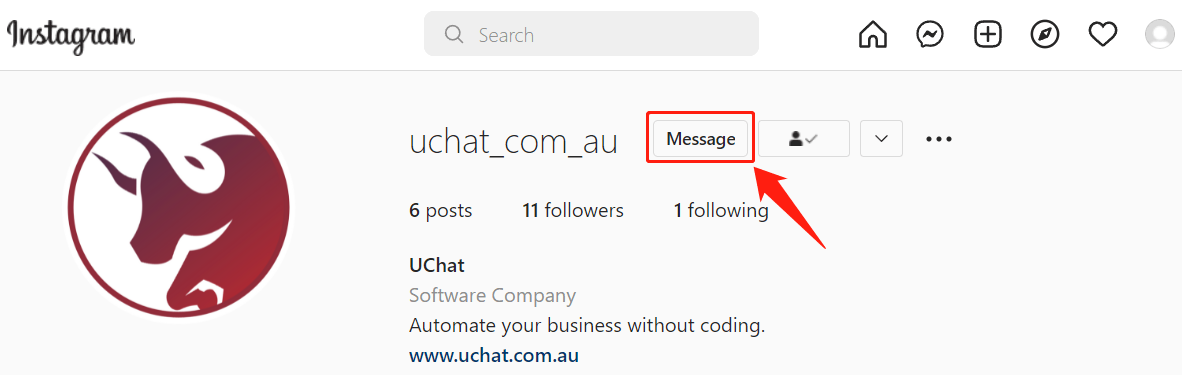 Instagram
Search
uchat_com_au
Message
6 posts 11 followers 1 following
UChat
Software Company
Automate your business without coding.
www.uchat.com.au